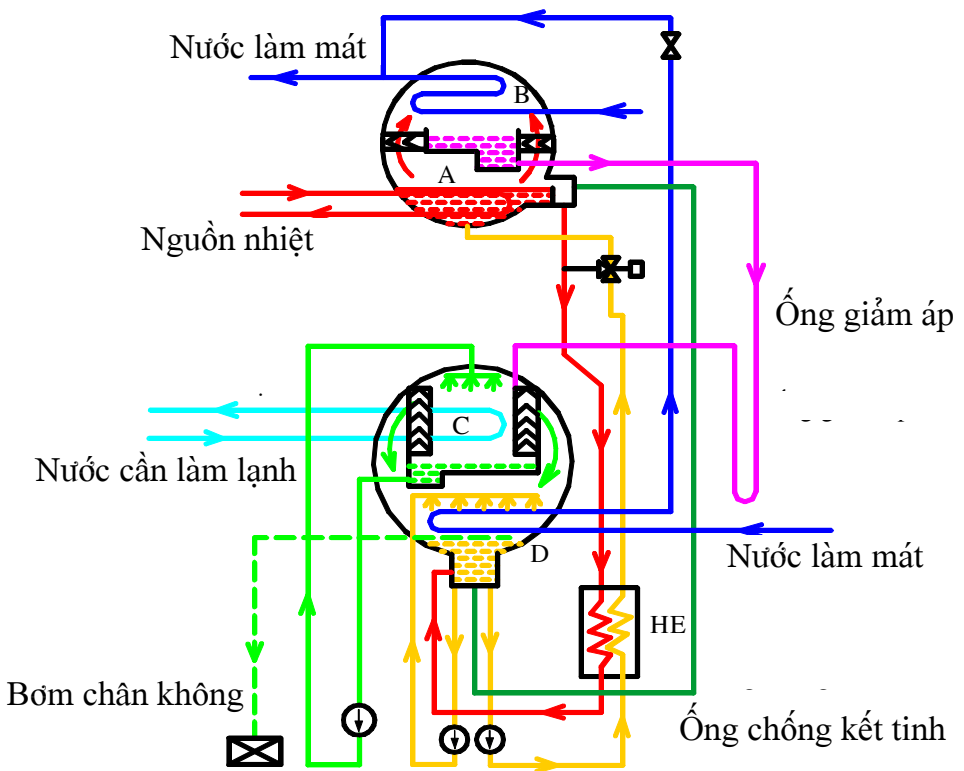 Nước làm mát
B
A
Nguồn nhiệt
Ống giảm áp
C
Nước cần làm lạnh
D
Nước làm mát
HE
Bơm chân không
Ống chống kết tinh